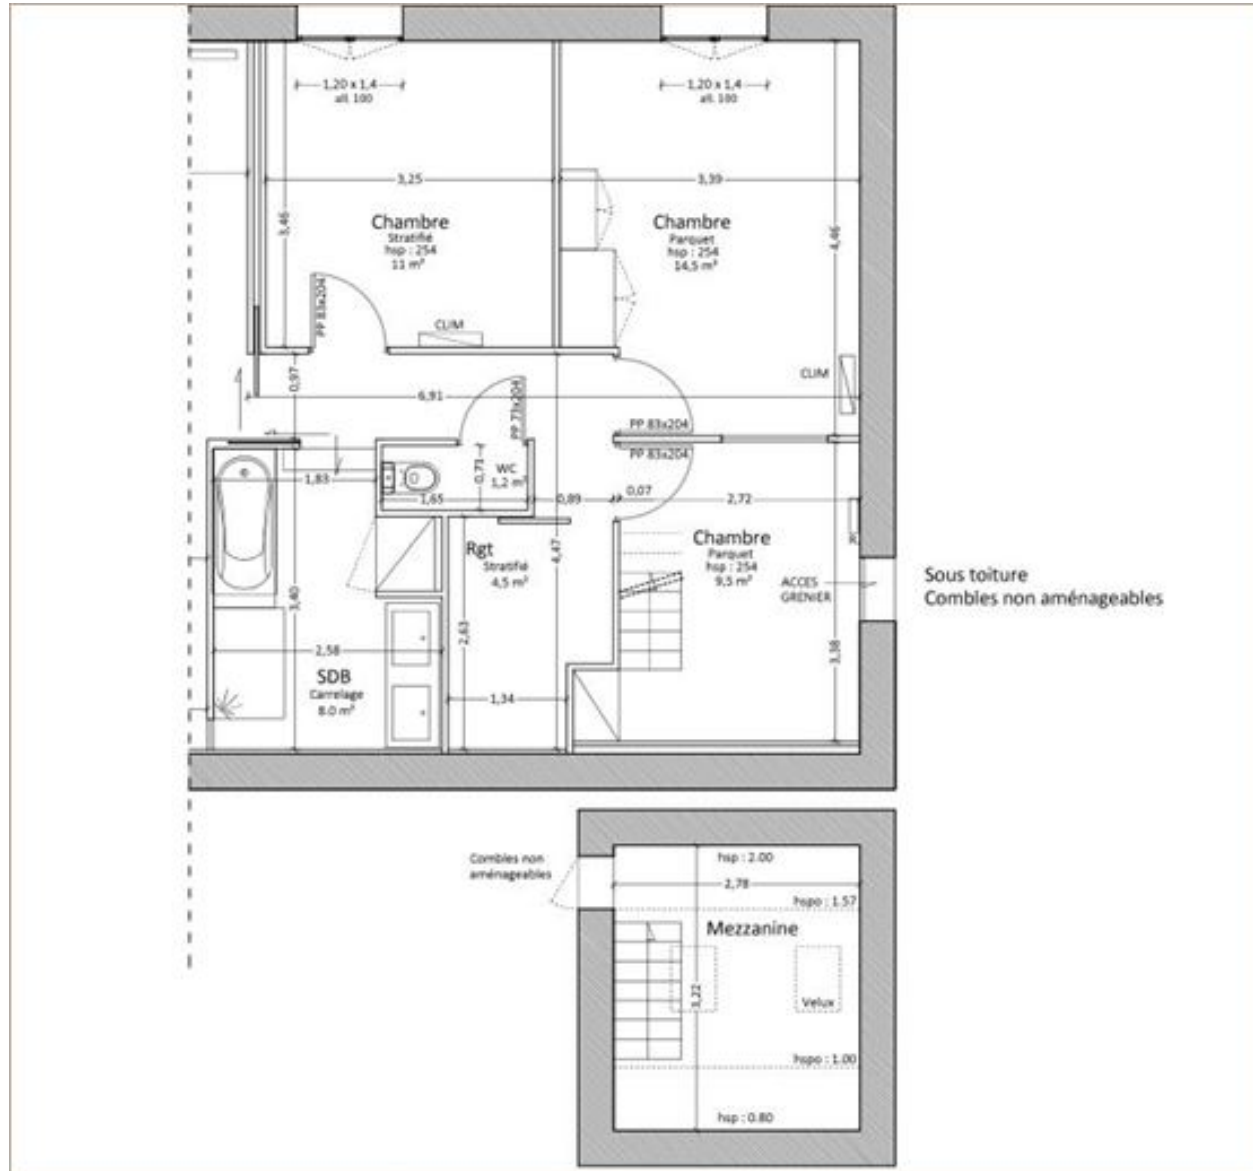 1,20 x 1,4
all. 100
1,20 x 1,4
all. 100
3,25
3,39
3,46
Chambre
Stratifié
hsp : 254
11 m²
Chambre
Parquet
hsp : 254
14,5 m²
4,46
PP 83x204
CLIM
CLIM
0,97
6,91
PP 73x204
PP 83x204
PP 83x204
1,83
0,71
WC
1,2 m²
1,65
0,89
0,07
2,72
Rgt
Stratifié
4,5 m²
4,47
Chambre
Parquet
hsp : 254
9,5 m²
ACCES
GRENIER
Sous toiture
Combles non aménageables
3,40
2,63
2,58
3,38
SDB
Carrelage
8.0 m²
1,34
Combles non
aménageables
hsp : 2.00
2,78
hspo : 1.57
Mezzanine
3,22
Velux
hspo : 1.00
hsp : 0.80